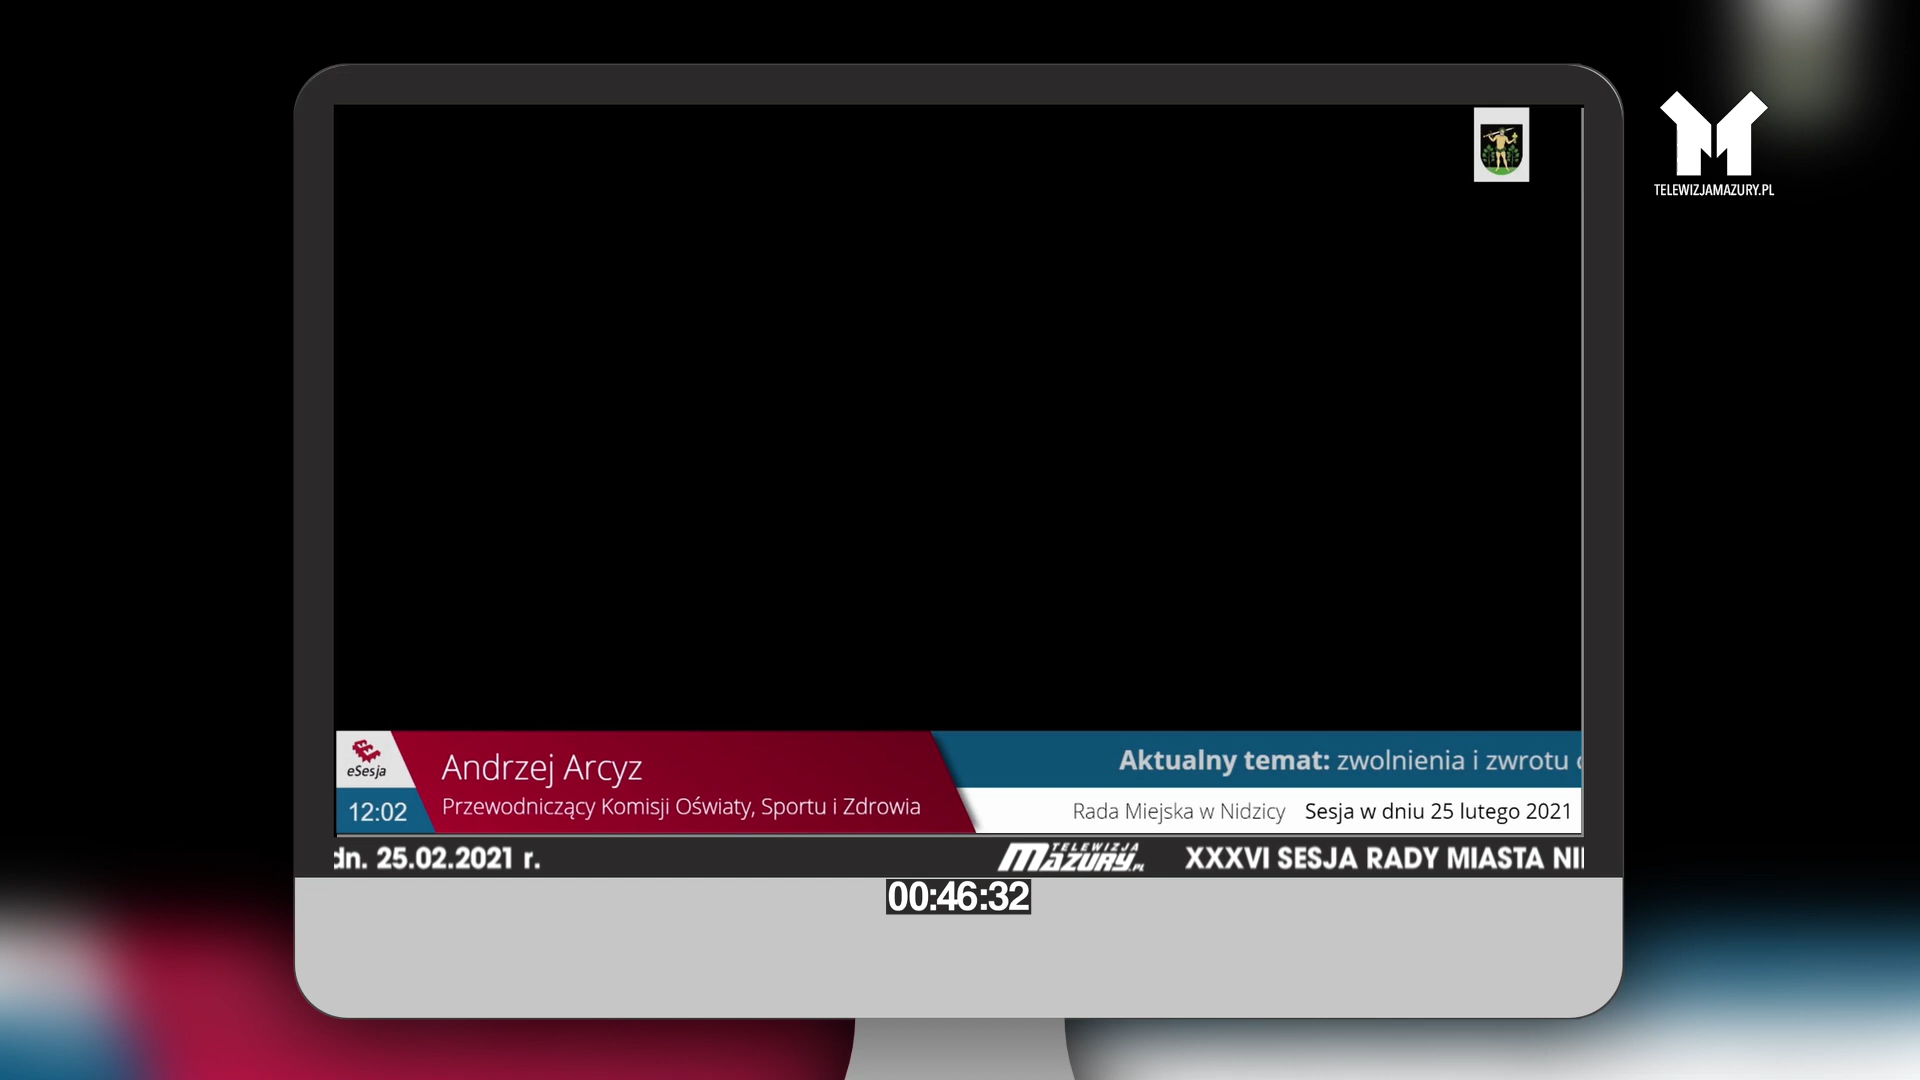 TELEWIZJAMAZURY.PL
eSesja
12:02
Andrzej Arcyz
Przewodniczący Komisji Oświaty, Sportu i Zdrowia
Aktualny temat: zwolnienia i zwrotu
Rada Miejska w Nidzicy Sesja w dniu 25 lutego 2021
dn. 25.02.2021 r. TELEWIZJA MAZURY.PL XXXVI SESJA RADY MIASTA
00:46:32